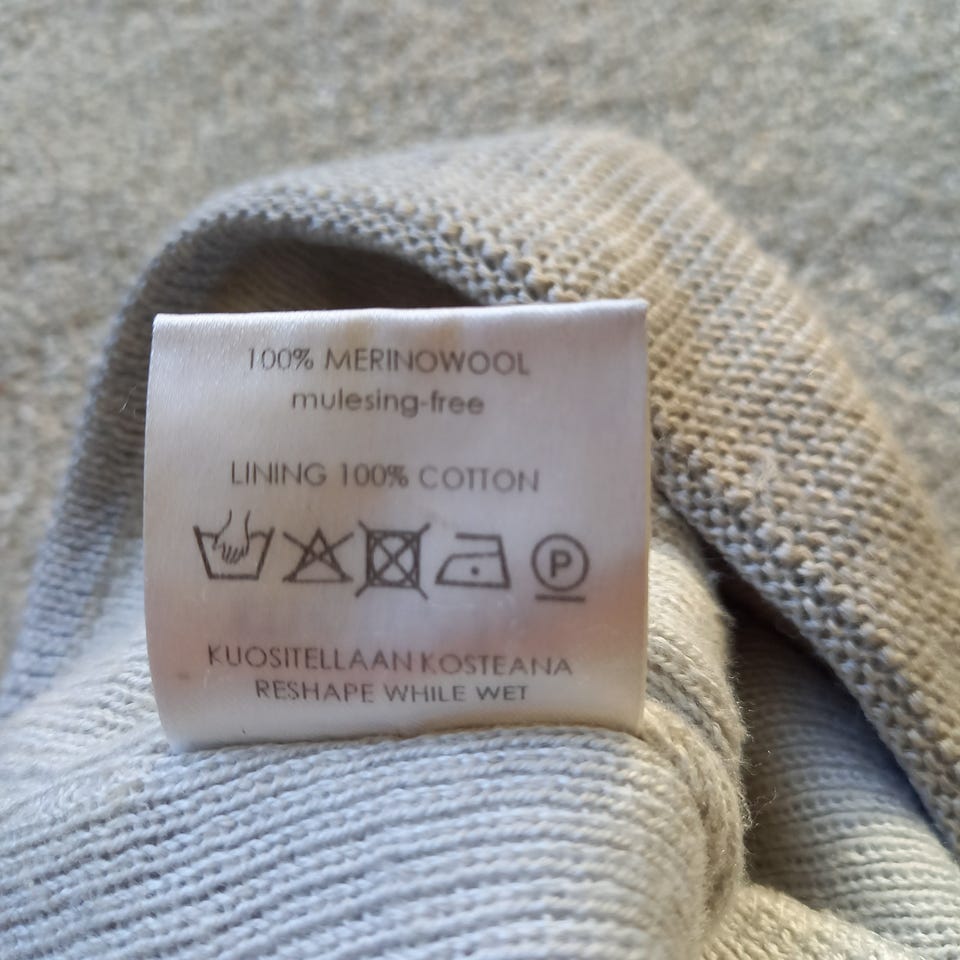 100% MERINOWOOL
mulesing-free
LINING 100% COTTON
P
KUOSITELLAAN KOSTEANA
RESHAPE WHILE WET